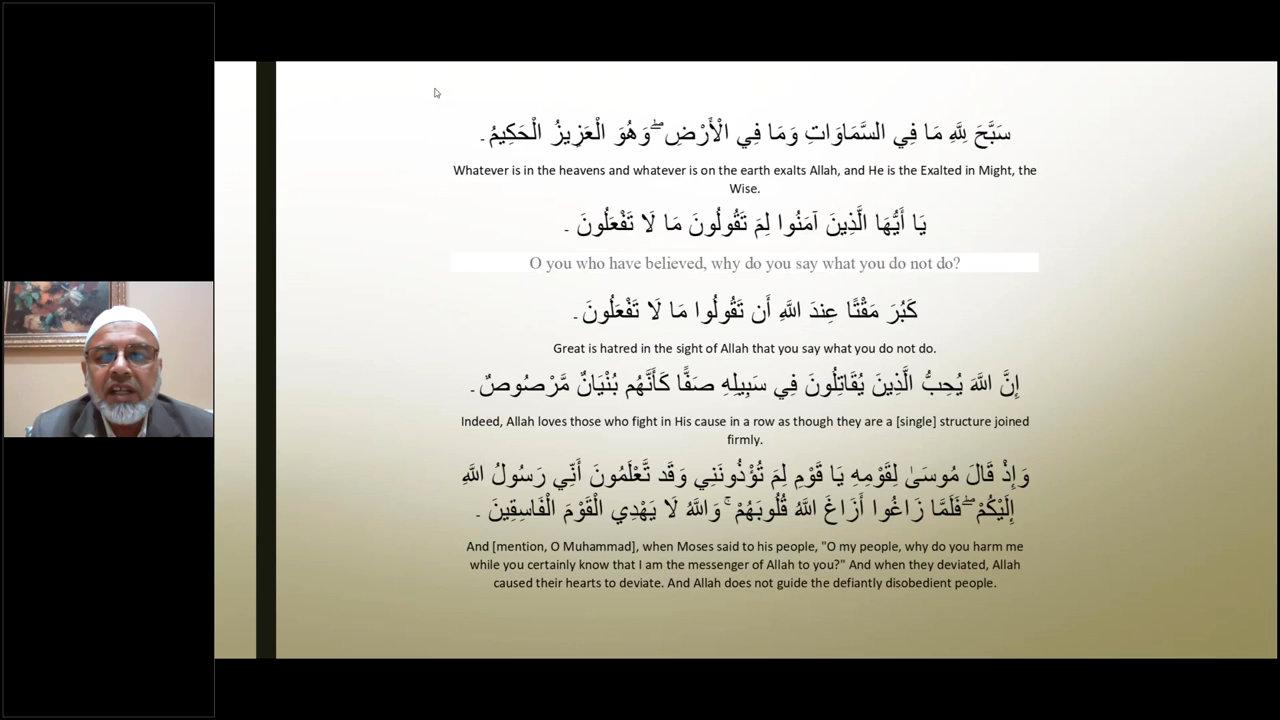 سَبَّحَ لِلَّهِ مَا فِي السَّمَاوَاتِ وَمَا فِي الْأَرْضِ ۖ وَهُوَ الْعَزِيزُ الْحَكِيمُ۔
Whatever is in the heavens and whatever is on the earth exalts Allah, and He is the Exalted in Might, the
Wise.
يَا أَيُّهَا الَّذِينَ آمَنُوا لِمَ تَقُولُونَ مَا لَا تَفْعَلُونَ ۔
O you who have believed, why do you say what you do not do?
كَبُرَ مَقْتًا عِندَ اللَّهِ أَن تَقُولُوا مَا لَا تَفْعَلُونَ۔
Great is hatred in the sight of Allah that you say what you do not do.
إِنَّ اللَّهَ يُحِبُّ الَّذِينَ يُقَاتِلُونَ فِي سَبِيلِهِ صَفًّا كَأَنَّهُم بُنْيَانٌ مَّرْصُوصٌ۔
Indeed, Allah loves those who fight in His cause in a row as though they are a [single] structure joined
firmly.
وَإِذْ قَالَ مُوسَىٰ لِقَوْمِهِ يَا قَوْمِ لِمَ تُؤْذُونَنِي وَقَد تَّعْلَمُونَ أَنِّي رَسُولُ اللَّهِ
إِلَيْكُمْ ۖ فَلَمَّا زَاغُوا أَزَاغَ اللَّهُ قُلُوبَهُمْ ۚ وَاللَّهُ لَا يَهْدِي الْقَوْمَ الْفَاسِقِينَ ۔
And [mention, O Muhammad], when Moses said to his people, "O my people, why do you harm me
while you certainly know that I am the messenger of Allah to you?" And when they deviated, Allah
caused their hearts to deviate. And Allah does not guide the defiantly disobedient people.